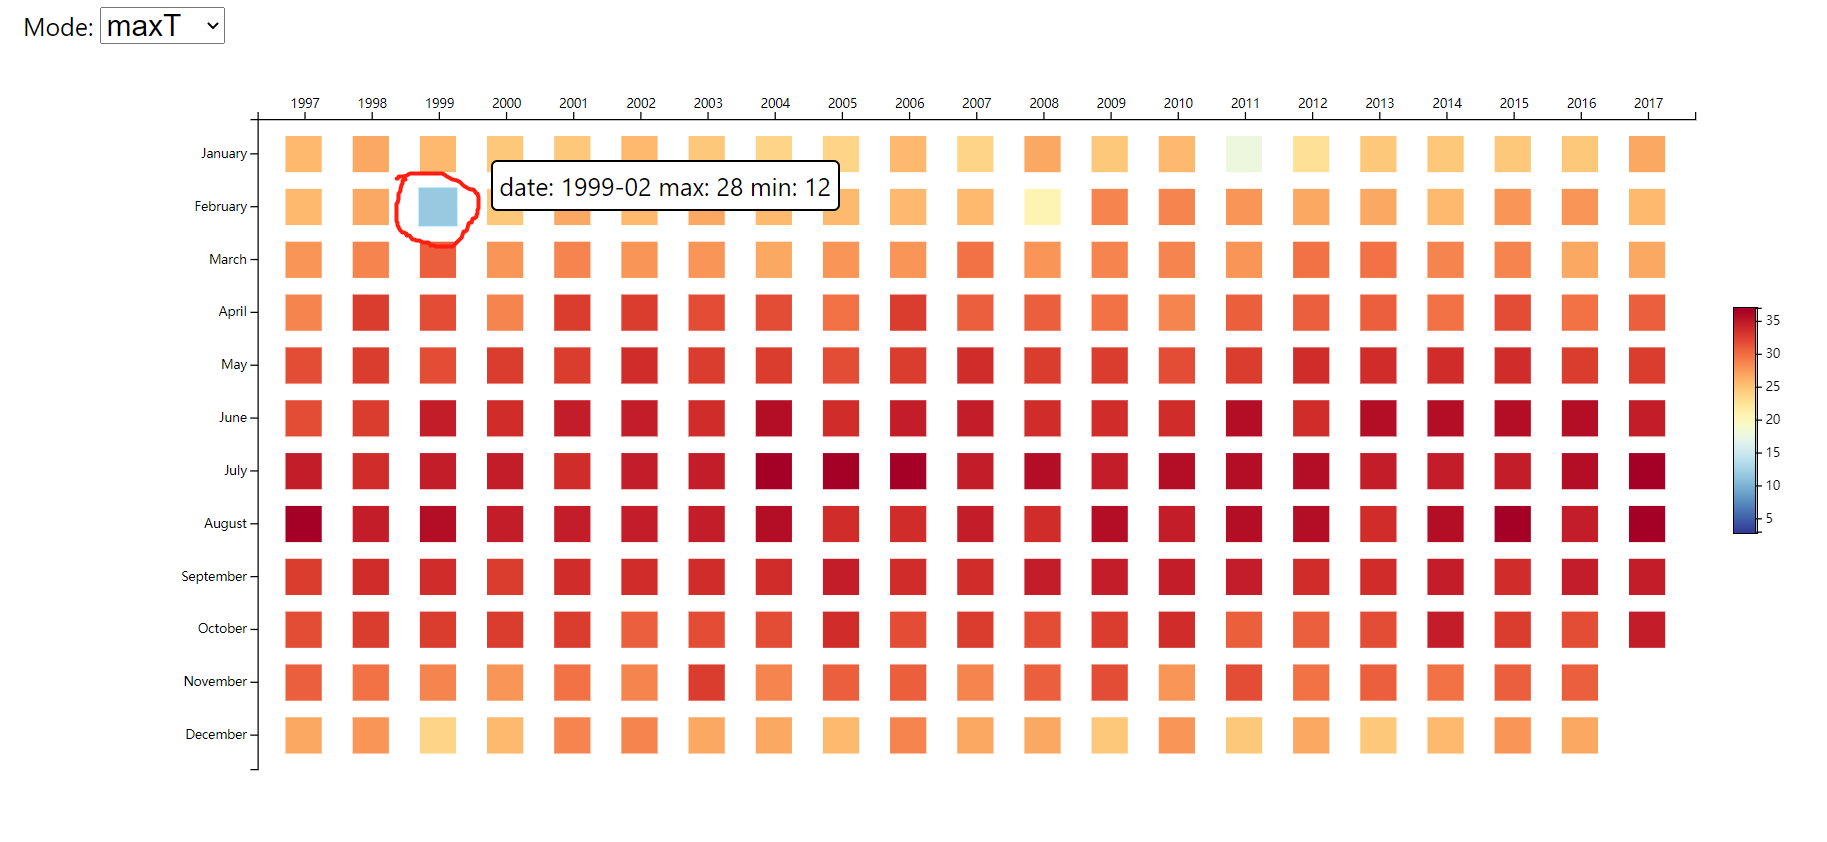 Mode: maxT
1997 1998 1999 2000 2001 2002 2003 2004 2005 2006 2007 2008 2009 2010 2011 2012 2013 2014 2015 2016 2017
January
date: 1999-02 max: 28 min: 12
February
March
April
May
June
July
August
September
October
November
December
35
30
25
20
15
10
5